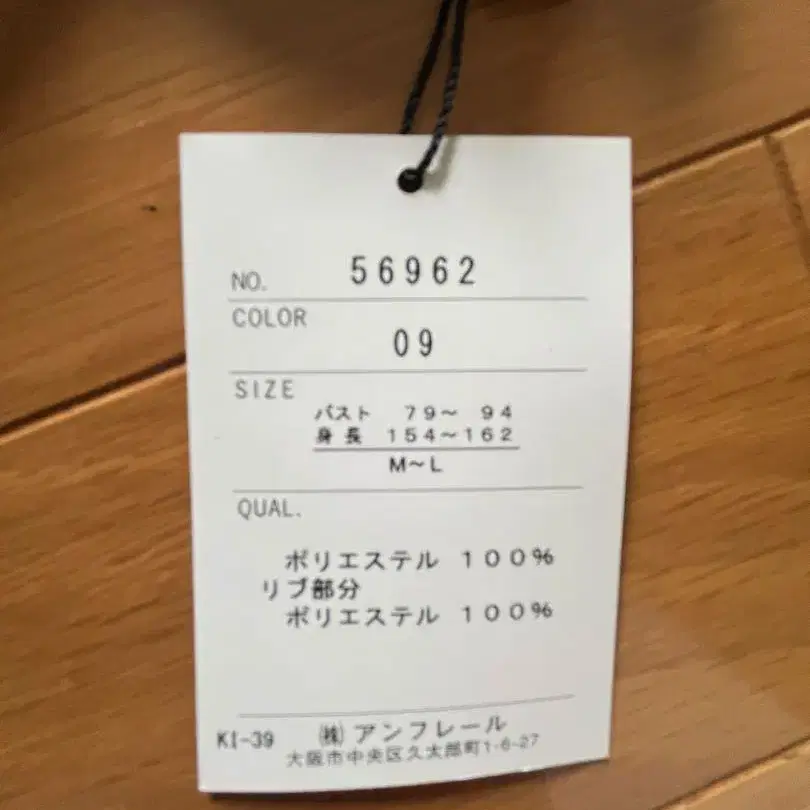 NO. 56962
COLOR
09
SIZE
バスト 79～ 94
身長 154～162
M～L
QUAL.
ポリエステル 100%
リブ部分
ポリエステル 100%
KI-39 ㈱ アンフレール
大阪市中央区久太郎町1-6-27